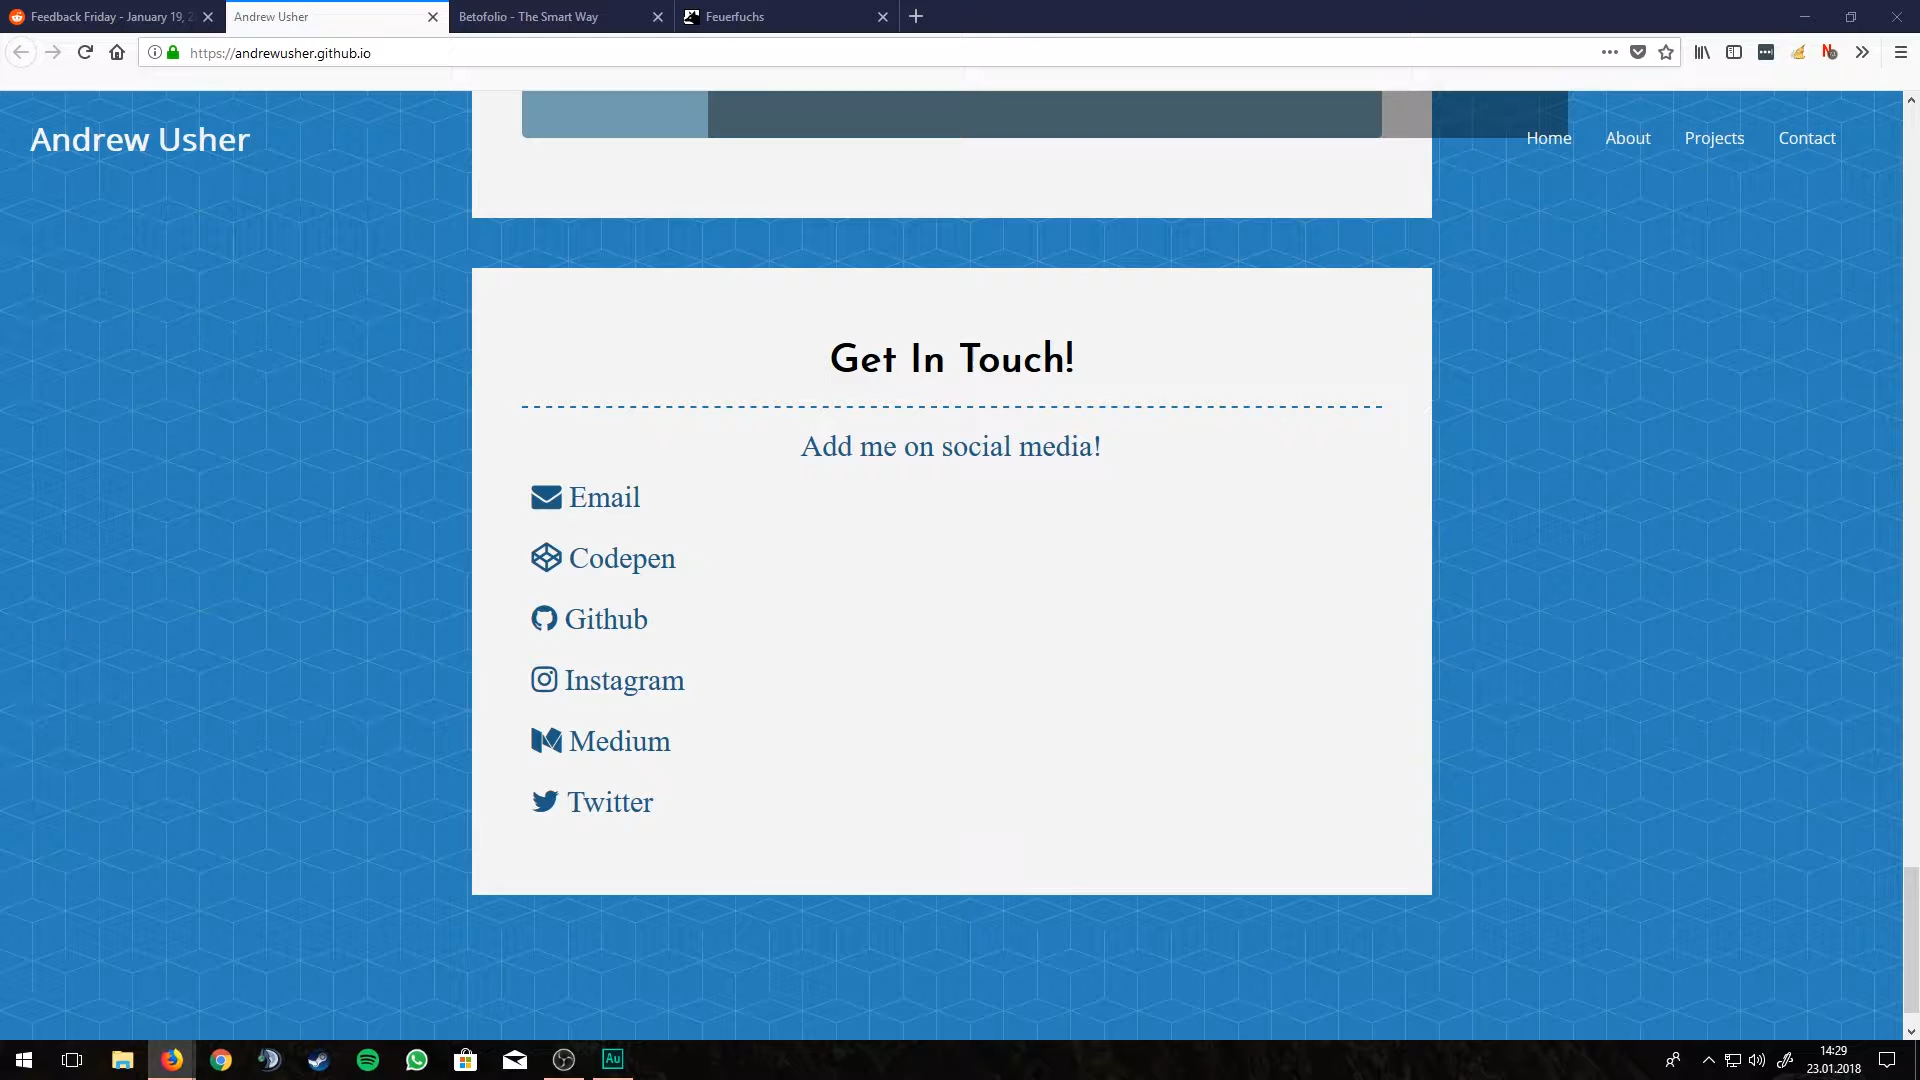 Feedback Friday - January 19, 2
Andrew Usher
Betofolio - The Smart Way
Feuerfuchs
https://andrewusher.github.io
Andrew Usher
Home
About
Projects
Contact
Get In Touch!
Add me on social media!
Email
Codepen
Github
Instagram
Medium
Twitter
Au
14:29
23.01.2018